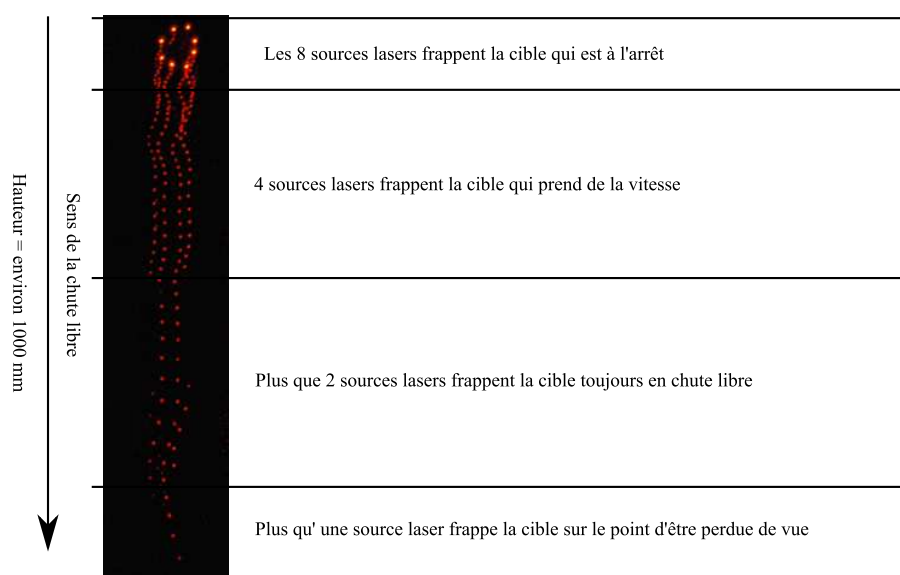 Les 8 sources lasers frappent la cible qui est à l'arrêt
4 sources lasers frappent la cible qui prend de la vitesse
Hauteur = environ 1000 mm
Sens de la chute libre
Plus que 2 sources lasers frappent la cible toujours en chute libre
Plus qu' une source laser frappe la cible sur le point d'être perdue de vue